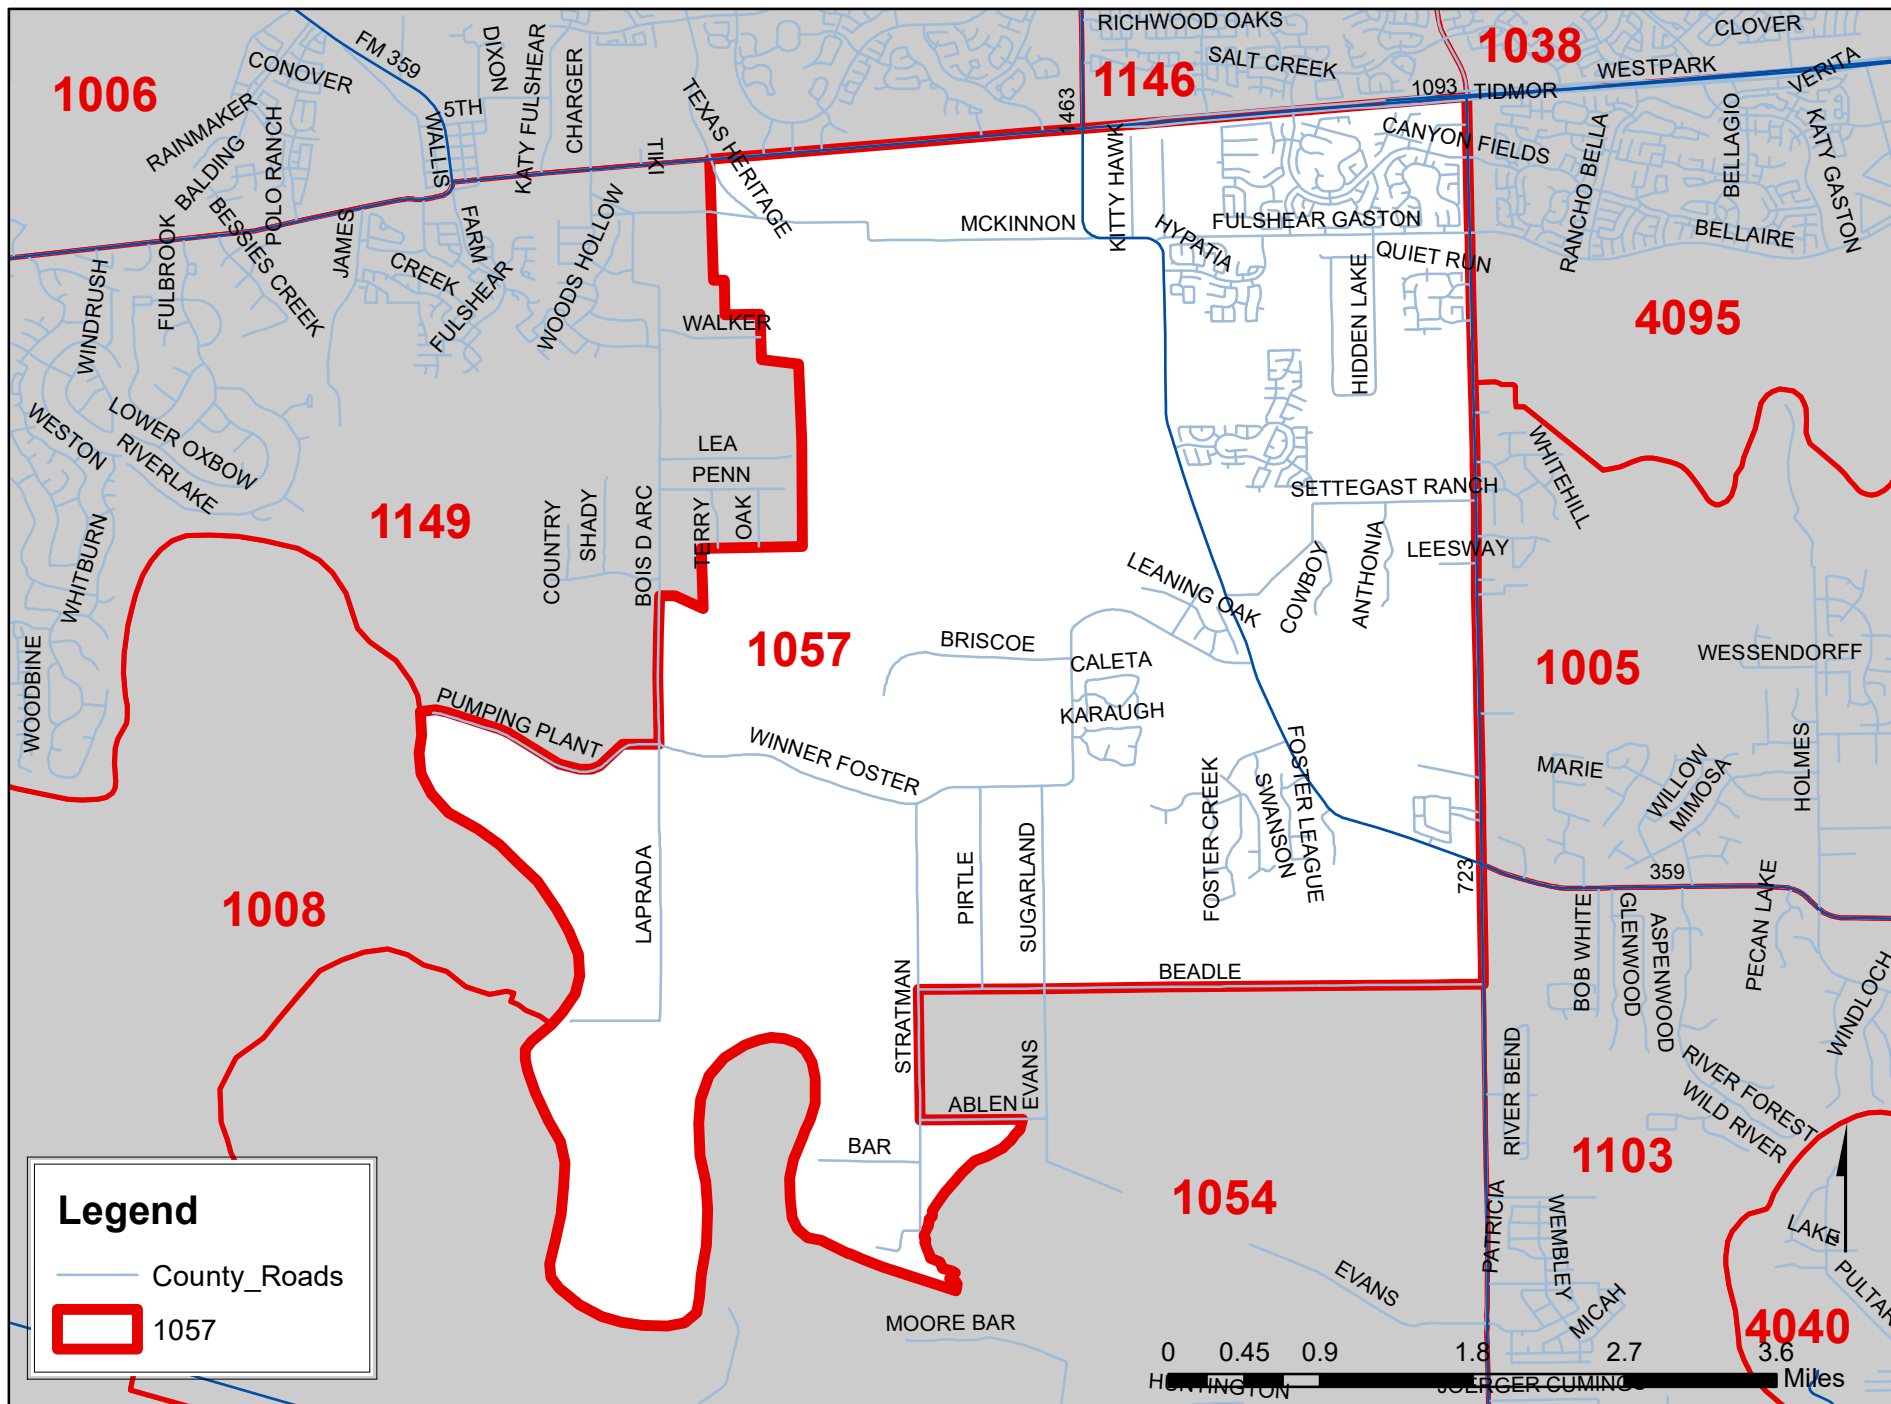 RICHWOOD OAKS
1038
CLOVER
FM 359
DIXON
KATY FULSHEAR
CHARGER
CONOVER
1006
SALT CREEK
1146
WESTPARK
VERITA
1093
TIDMOR
5TH
WALLIS
RAINMAKER
BALDING
POLO RANCH
TIKI
TEXAS HERITAGE
1463
KITTY HAWK
CANYON FIELDS
RANCHO BELLA
BELLAGIO
KATY GASTON
BELLAIRE
FULBROOK
BESSIES CREEK
JAMES
FARM
CREEK
FULSHEAR
WOODS HOLLOW
MCKINNON
HYPATIA
FULSHEAR GASTON
QUIET RUN
HIDDEN LAKE
WINDRUSH
WALKER
4095
LOWER OXBOW
WESTON
RIVERLAKE
LEA
PENN
TERRY
OAK
WHITEHILL
SETTEGAST RANCH
1149
COUNTRY
SHADY
BOIS D ARC
WHITBURN
LEANING OAK
COWBOY
ANTHONIA
LEESWAY
WOODBINE
1057
BRISCOE
CALETA
KARAUGH
1005
WESSENDORFF
PUMPING PLANT
WINNER FOSTER
FOSTER CREEK
SWANSON
FOSTER LEAGUE
MARIE
WILLOW
MIMOSA
HOLMES
LAPRADA
PIRTLE
SUGARLAND
723
359
1008
BOB WHITE
GLENWOOD
ASPENWOOD
PECAN LAKE
WINDLOCH
STRATMAN
BEADLE
EVANS
ABLEN
RIVER BEND
RIVER FOREST
WILD RIVER
BAR
1103
1054
PATRICIA
WEMBLEY
LAKE
PULTAR
EVANS
MICAH
4040
MOORE BAR
Legend
County_Roads
1057
0 0.45 0.9 1.8 2.7 3.6
Miles
HUNTINGTON
JOERGER CUMINGS